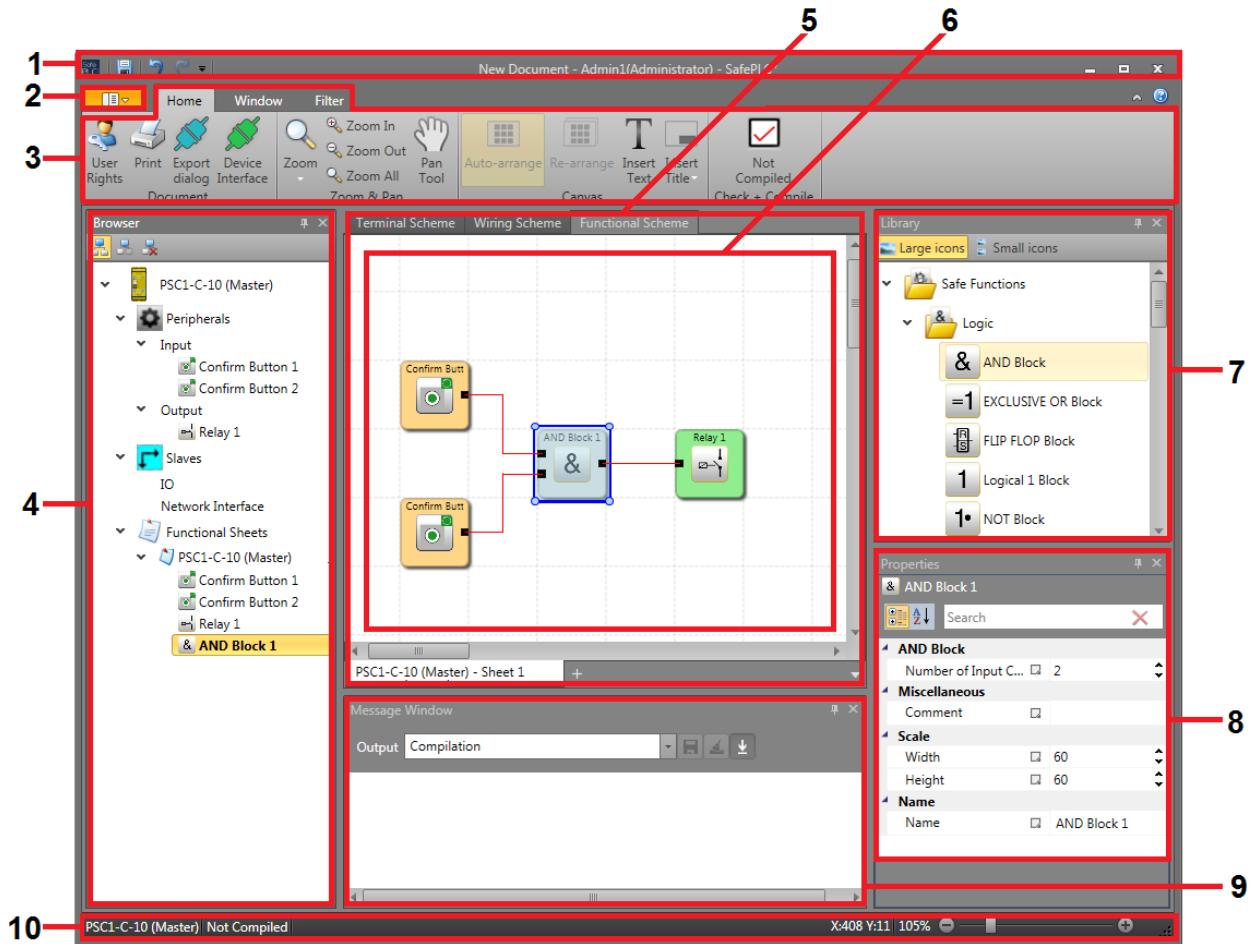 5
6
1
New Document - Admin1(Administrator) - SafePLC
2
Home
Window
Filter
3
User Rights
Print
Export dialog
Device Interface
Document
Zoom
Zoom In
Zoom Out
Zoom All
Pan Tool
Zoom & Pan
Auto-arrange
Re-arrange
Insert Text
Insert Title
Canvas
Not Compiled
Check + Compile
4
Browser
PSC1-C-10 (Master)
Peripherals
Input
Confirm Button 1
Confirm Button 2
Output
Relay 1
Slaves
IO
Network Interface
Functional Sheets
PSC1-C-10 (Master)
Confirm Button 1
Confirm Button 2
Relay 1
& AND Block 1
Terminal Scheme
Wiring Scheme
Functional Scheme
Confirm Butt
AND Block 1
&
Relay 1
Confirm Butt
PSC1-C-10 (Master) - Sheet 1
+
Library
Large icons
Small icons
Safe Functions
& Logic
& AND Block
=1 EXCLUSIVE OR Block
R S FLIP FLOP Block
1 Logical 1 Block
1• NOT Block
7
Properties
& AND Block 1
A Z
Search
AND Block
Number of Input C... 2
Miscellaneous
Comment
Scale
Width 60
Height 60
Name
Name AND Block 1
8
Message Window
Output Compilation
9
10
PSC1-C-10 (Master) Not Compiled
X:408 Y:11 105%